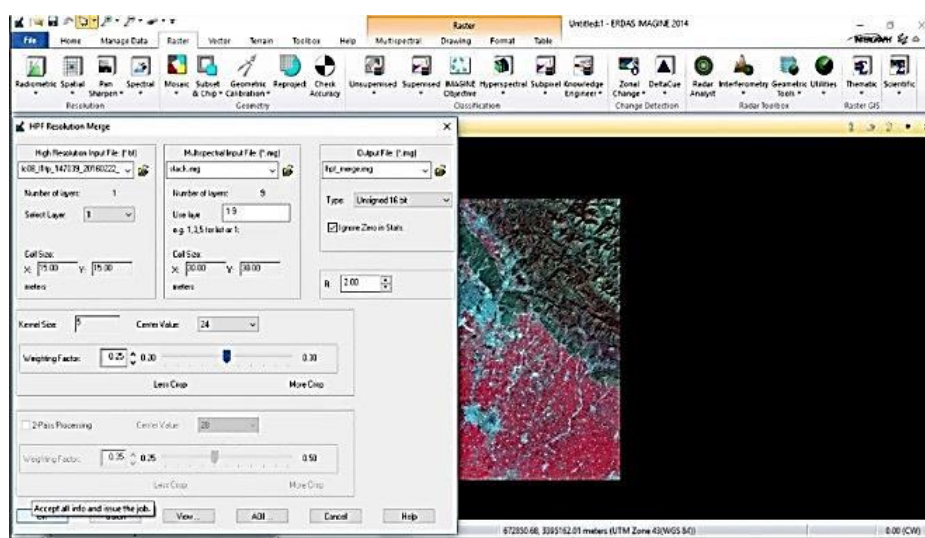 Raster
Untitled:1 - ERDAS IMAGINE 2014
File Home Manage Data Raster Vector Terrain Toolbox Help Multispectral Drawing Format Table
Radiometric Spatial Pan Sharpen Spectral Mosaic Subset & Chip Geometric Calibration Reproject Check Accuracy Unsupervised Supervised IMAGINE Objective Hyperspectral Subpixel Knowledge Engineer Zonal Change DeltaCue Radar Analyst Interferometry Geometric Tools Utilities Thematic Scientific
Resolution Geometry Classification Change Detection Radar Toolbox Raster GIS
HPF Resolution Merge
High Resolution Input File: (*.tif) Multispectral Input File: (*.img) Output File: (*.img)
stack.img hpf_merge.img
Number of layers: 1 Number of layers: 9 Type: Unsigned 16 bit
Select Layer: 1 Use laye 1:9
e.g. 1,3,5 for list or 1: Ignore Zero in Stats.
Cell Size: Cell Size:
X: 15.00 Y: 15.00 X: 30.00 Y: 30.00
meters meters R: 2.00
Kernel Size: 5 Center Value: 24
Weighting Factor: 0.25 0.20 0.30
Less Crisp More Crisp
2-Pass Processing Center Value: 28
Weighting Factor: 0.35 0.25 0.50
Less Crisp More Crisp
Accept all info and issue the job.
View... AOI ... Cancel Help
672850.68, 3395162.01 meters (UTM Zone 43(WGS 84)) 0.00 (CW)